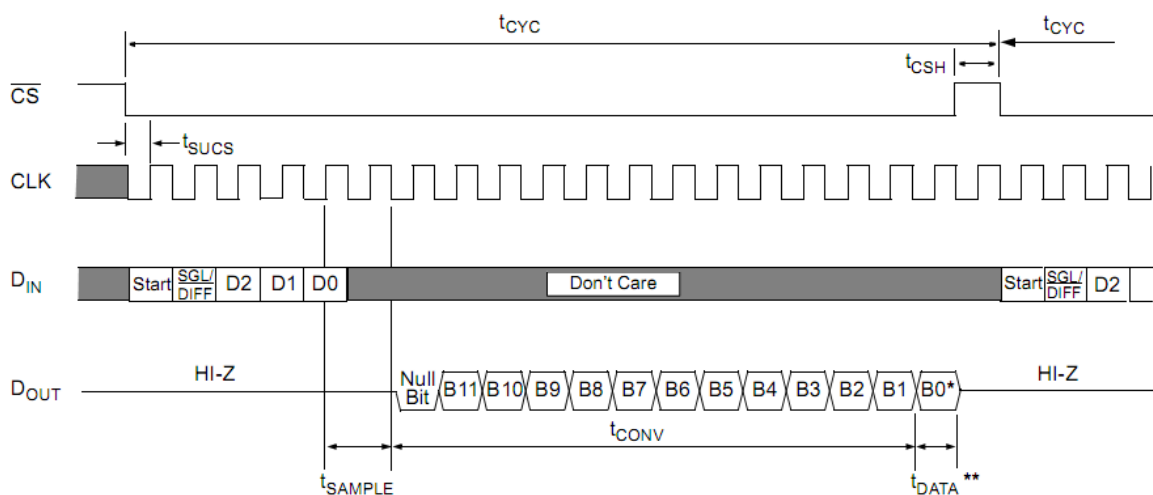 tCYC tCYC
tCSH
CS
tSUCS
CLK
DIN Start SGL/ DIFF D2 D1 D0 Don't Care Start SGL/ DIFF D2
HI-Z HI-Z
DOUT Null Bit B11 B10 B9 B8 B7 B6 B5 B4 B3 B2 B1 B0*
tCONV
tSAMPLE tDATA **